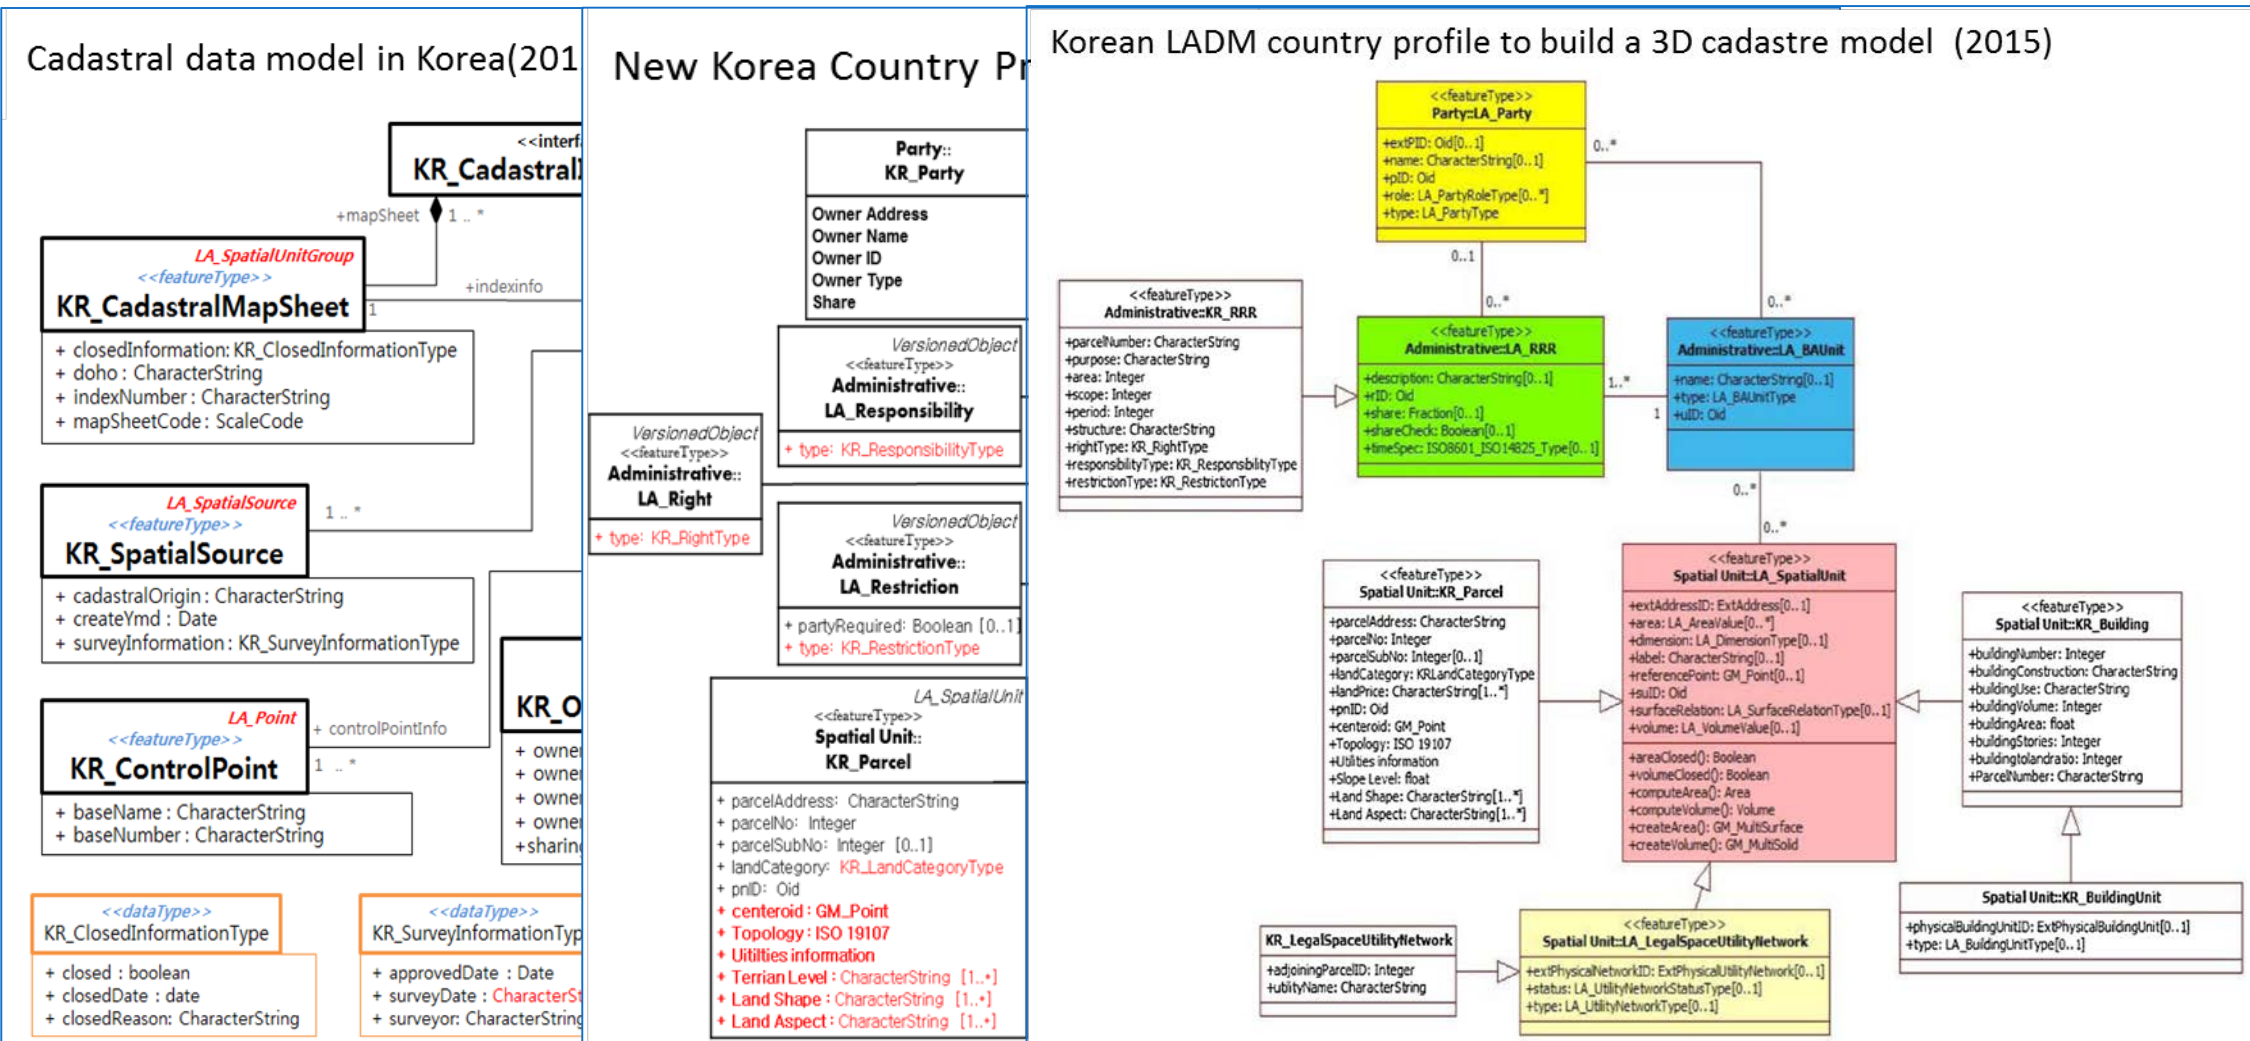 Cadastral data model in Korea(201
<<interf
KR_Cadastral
+mapSheet
1 .. *
LA_SpatialUnitGroup
<<featureType>>
KR_CadastralMapSheet
1
+indexinfo
+ closedInformation: KR_ClosedInformationType
+ doho : CharacterString
+ indexNumber : CharacterString
+ mapSheetCode : ScaleCode
LA_SpatialSource
<<featureType>>
KR_SpatialSource
1 .. *
+ cadastralOrigin : CharacterString
+ createYmd : Date
+ surveyInformation : KR_SurveyInformationType
LA_Point
<<featureType>>
KR_ControlPoint
+ controlPointInfo
1 .. *
+ baseName : CharacterString
+ baseNumber : CharacterString
KR_O
+ owner
+ owne
+ owner
+ owner
+sharing
<<dataType>>
KR_ClosedInformationType
+ closed : boolean
+ closedDate : date
+ closedReason: CharacterString
<<dataType>>
KR_SurveyInformationTyp
+ approvedDate : Date
+ surveyDate : CharacterSt
+ surveyor: CharacterString
New Korea Country Pr
Party::
KR_Party
Owner Address
Owner Name
Owner ID
Owner Type
Share
VersionedObject
<<featureType>>
Administrative::
LA_Responsibility
+ type: KR_ResponsibilityType
VersionedObject
<<featureType>>
Administrative::
LA_Right
+ type: KR_RightType
VersionedObject
<<featureType>>
Administrative::
LA_Restriction
+ partyRequired: Boolean [0..1]
+ type: KR_RestrictionType
LA_SpatialUnit
<<featureType>>
Spatial Unit::
KR_Parcel
+ parcelAddress: CharacterString
+ parcelNo: Integer
+ parcelSubNo: Integer [0..1]
+ landCategory: KR_LandCategoryType
+ pnID: Oid
+ centeroid : GM_Point
+ Topology : ISO 19107
+ Uitilties information
+ Terrian Level : CharacterString [1..*]
+ Land Shape : CharacterString [1..*]
+ Land Aspect : CharacterString [1..*]
Korean LADM country profile to build a 3D cadastre model (2015)
<<featureType>>
Party::LA_Party
+extPID: Oid[0..1]
+name: CharacterString[0..1]
+pID: Oid
+role: LA_PartyRoleType[0..*]
+type: LA_PartyType
0..*
0..1
0..*
0..*
<<featureType>>
Administrative::KR_RRR
+parcelNumber: CharacterString
+purpose: CharacterString
+area: Integer
+scope: Integer
+period: Integer
+structure: CharacterString
+rightType: KR_RightType
+responsibilityType: KR_ResponsbilityType
+restrictionType: KR_RestrictionType
<<featureType>>
Administrative::LA_RRR
+description: CharacterString[0..1]
+rID: Oid
+share: Fraction[0..1]
+shareCheck: Boolean[0..1]
+timeSpec: ISO8601_ISO14825_Type[0..1]
1..*
1
<<featureType>>
Administrative::LA_BAUnit
+name: CharacterString[0..1]
+type: LA_BAUnitType
+uID: Oid
0..*
0..*
<<featureType>>
Spatial Unit::KR_Parcel
+parcelAddress: CharacterString
+parcelNo: Integer
+parcelSubNo: Integer[0..1]
+landCategory: KRLandCategoryType
+landPrice: CharacterString[1..*]
+pnID: Oid
+centeroid: GM_Point
+Topology: ISO 19107
+Utilities information
+Slope Level: float
+Land Shape: CharacterString[1..*]
+Land Aspect: CharacterString[1..*]
<<featureType>>
Spatial Unit::LA_SpatialUnit
+extAddressID: ExtAddress[0..1]
+area: LA_AreaValue[0..*]
+dimension: LA_DimensionType[0..1]
+label: CharacterString[0..1]
+referencePoint: GM_Point[0..1]
+suID: Oid
+surfaceRelation: LA_SurfaceRelationType[0..1]
+volume: LA_VolumeValue[0..1]
+areaClosed(): Boolean
+volumeClosed(): Boolean
+computeArea(): Area
+computeVolume(): Volume
+createArea(): GM_MultiSurface
+createVolume(): GM_MultiSolid
<<featureType>>
Spatial Unit::KR_Building
+buildingNumber: Integer
+buildingConstruction: CharacterString
+buildingUse: CharacterString
+buildingVolume: Integer
+buildingArea: float
+buildingStories: Integer
+buildingtolandratio: Integer
+ParcelNumber: CharacterString
Spatial Unit::KR_BuildingUnit
+physicalBuildingUnitID: ExtPhysicalBuildingUnit[0..1]
+type: LA_BuildingUnitType[0..1]
KR_LegalSpaceUtilityNetwork
+adjoiningParcelID: Integer
+utilityName: CharacterString
<<featureType>>
Spatial Unit::LA_LegalSpaceUtilityNetwork
+extPhysicalNetworkID: ExtPhysicalUtilityNetwork[0..1]
+status: LA_UtilityNetworkStatusType[0..1]
+type: LA_UtilityNetworkType[0..1]